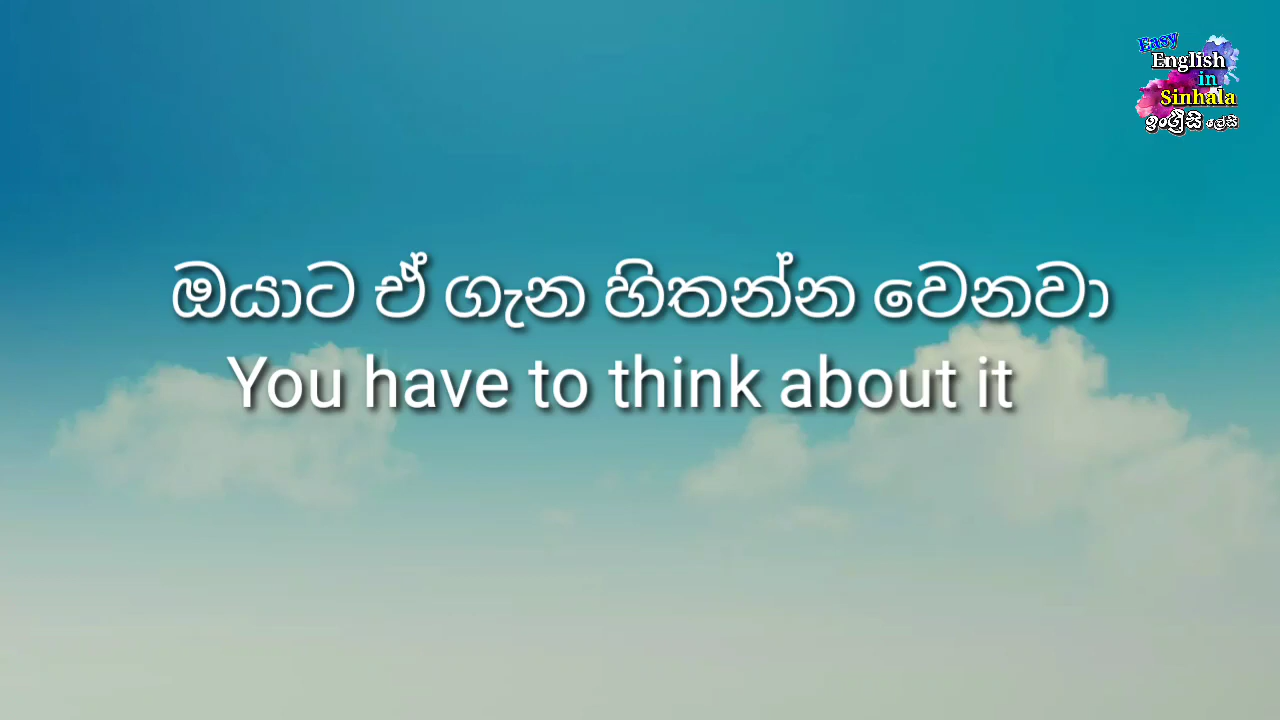 Easy
English
in
Sinhala
ඉංග්‍රීසි ලේසි
ඔයාට ඒ ගැන හිතන්න වෙනවා
You have to think about it